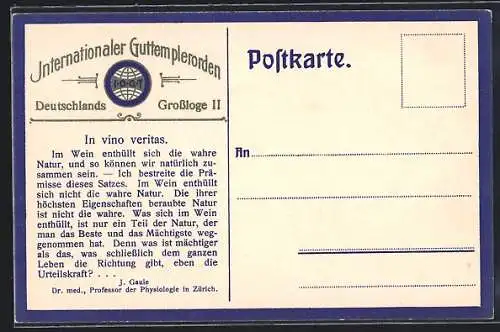 Internationaler Guttemplerorden
I·O·G·T
Deutschlands Großloge II
In vino veritas.
Im Wein enthüllt sich die wahre
Natur, und so können wir natürlich zu-
sammen sein. — Ich bestreite die Prä-
misse dieses Satzes. Im Wein enthüllt
sich nicht die wahre Natur. Die ihrer
höchsten Eigenschaften beraubte Natur
ist nicht die wahre. Was sich im Wein
enthüllt, ist nur ein Teil der Natur, der
man das Beste und das Mächtigste weg-
genommen hat. Denn was ist mächtiger
als das, was schließlich dem ganzen
Leben die Richtung gibt, eben die
Urteilskraft? . . .
J. Gaule
Dr. med., Professor der Physiologie in Zürich.
Postkarte.
An